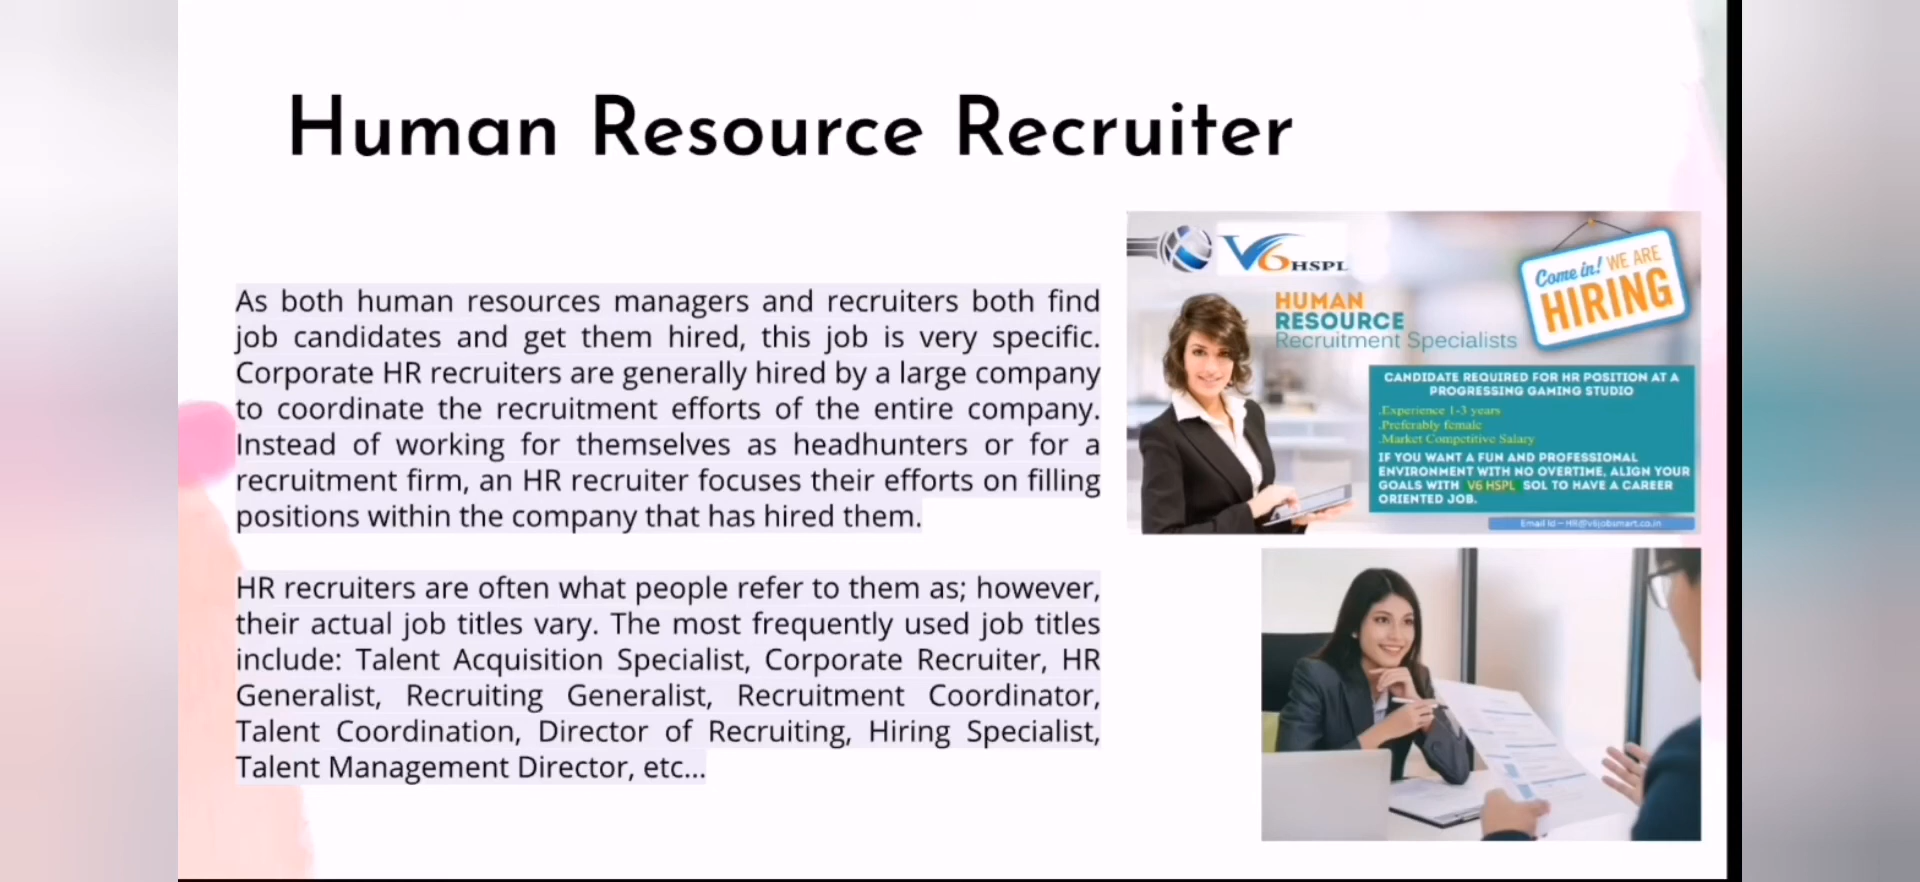 Human Resource Recruiter
As both human resources managers and recruiters both find
job candidates and get them hired, this job is very specific.
Corporate HR recruiters are generally hired by a large company
to coordinate the recruitment efforts of the entire company.
Instead of working for themselves as headhunters or for a
recruitment firm, an HR recruiter focuses their efforts on filling
positions within the company that has hired them.
HR recruiters are often what people refer to them as; however,
their actual job titles vary. The most frequently used job titles
include: Talent Acquisition Specialist, Corporate Recruiter, HR
Generalist, Recruiting Generalist, Recruitment Coordinator,
Talent Coordination, Director of Recruiting, Hiring Specialist,
Talent Management Director, etc...
V6 HSPL
Come in! WE ARE
HIRING
HUMAN
RESOURCE
Recruitment Specialists
CANDIDATE REQUIRED FOR HR POSITION AT A
PROGRESSING GAMING STUDIO
.Experience 1-3 years
.Preferably female
.Market Competitive Salary
IF YOU WANT A FUN AND PROFESSIONAL
ENVIRONMENT WITH NO OVERTIME, ALIGN YOUR
GOALS WITH V6 HSPL SOL TO HAVE A CAREER
ORIENTED JOB.
Email Id – HR@v6jobsmart.co.in